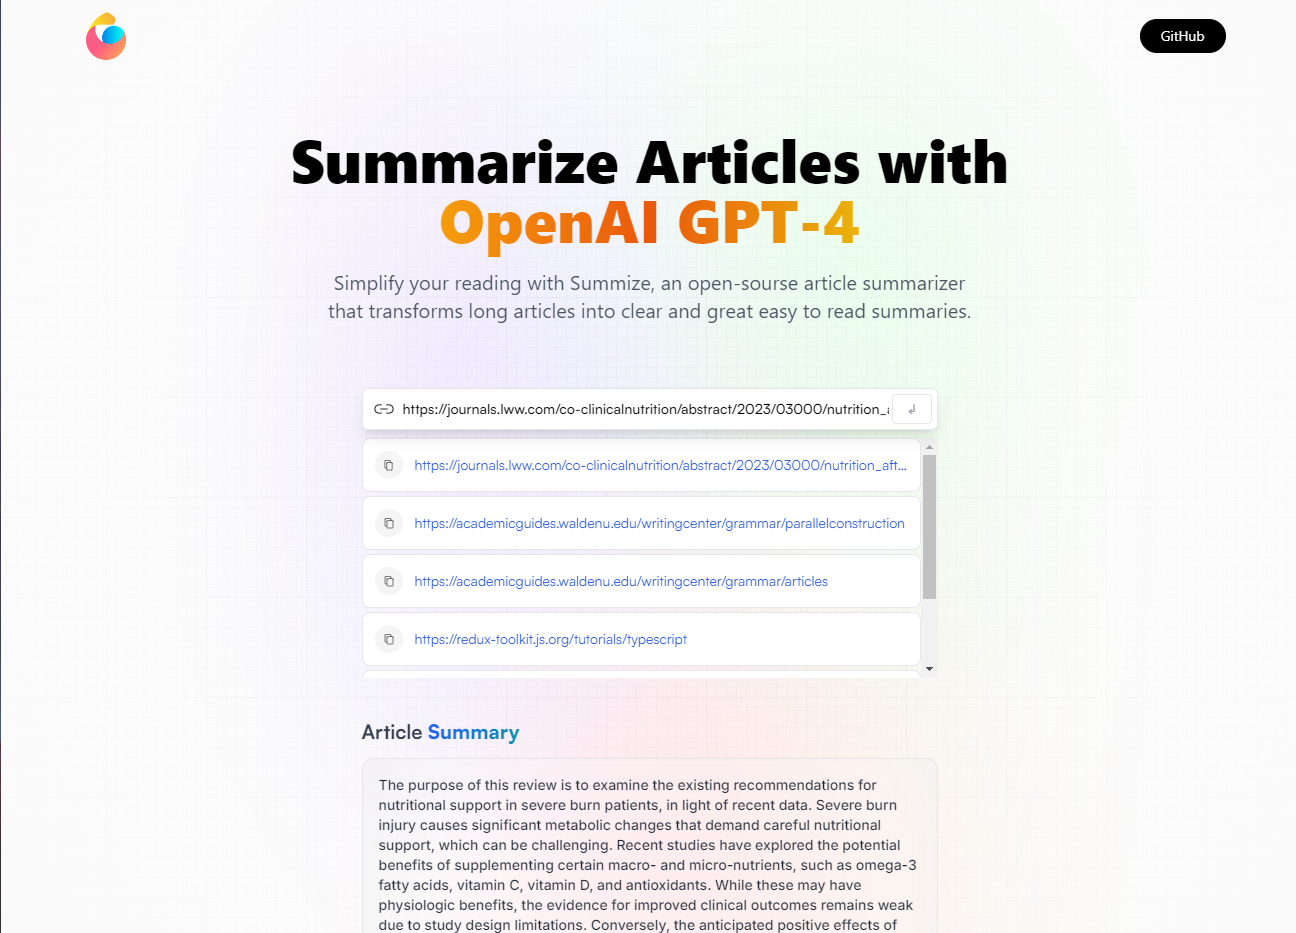 GitHub
Summarize Articles with
OpenAI GPT-4
Simplify your reading with Summize, an open-sourse article summarizer
that transforms long articles into clear and great easy to read summaries.
https://journals.lww.com/co-clinicalnutrition/abstract/2023/03000/nutrition_a
https://journals.lww.com/co-clinicalnutrition/abstract/2023/03000/nutrition_aft...
https://academicguides.waldenu.edu/writingcenter/grammar/parallelconstruction
https://academicguides.waldenu.edu/writingcenter/grammar/articles
https://redux-toolkit.js.org/tutorials/typescript
Article Summary
The purpose of this review is to examine the existing recommendations for
nutritional support in severe burn patients, in light of recent data. Severe burn
injury causes significant metabolic changes that demand careful nutritional
support, which can be challenging. Recent studies have explored the potential
benefits of supplementing certain macro- and micro-nutrients, such as omega-3
fatty acids, vitamin C, vitamin D, and antioxidants. While these may have
physiologic benefits, the evidence for improved clinical outcomes remains weak
due to study design limitations. Conversely, the anticipated positive effects of